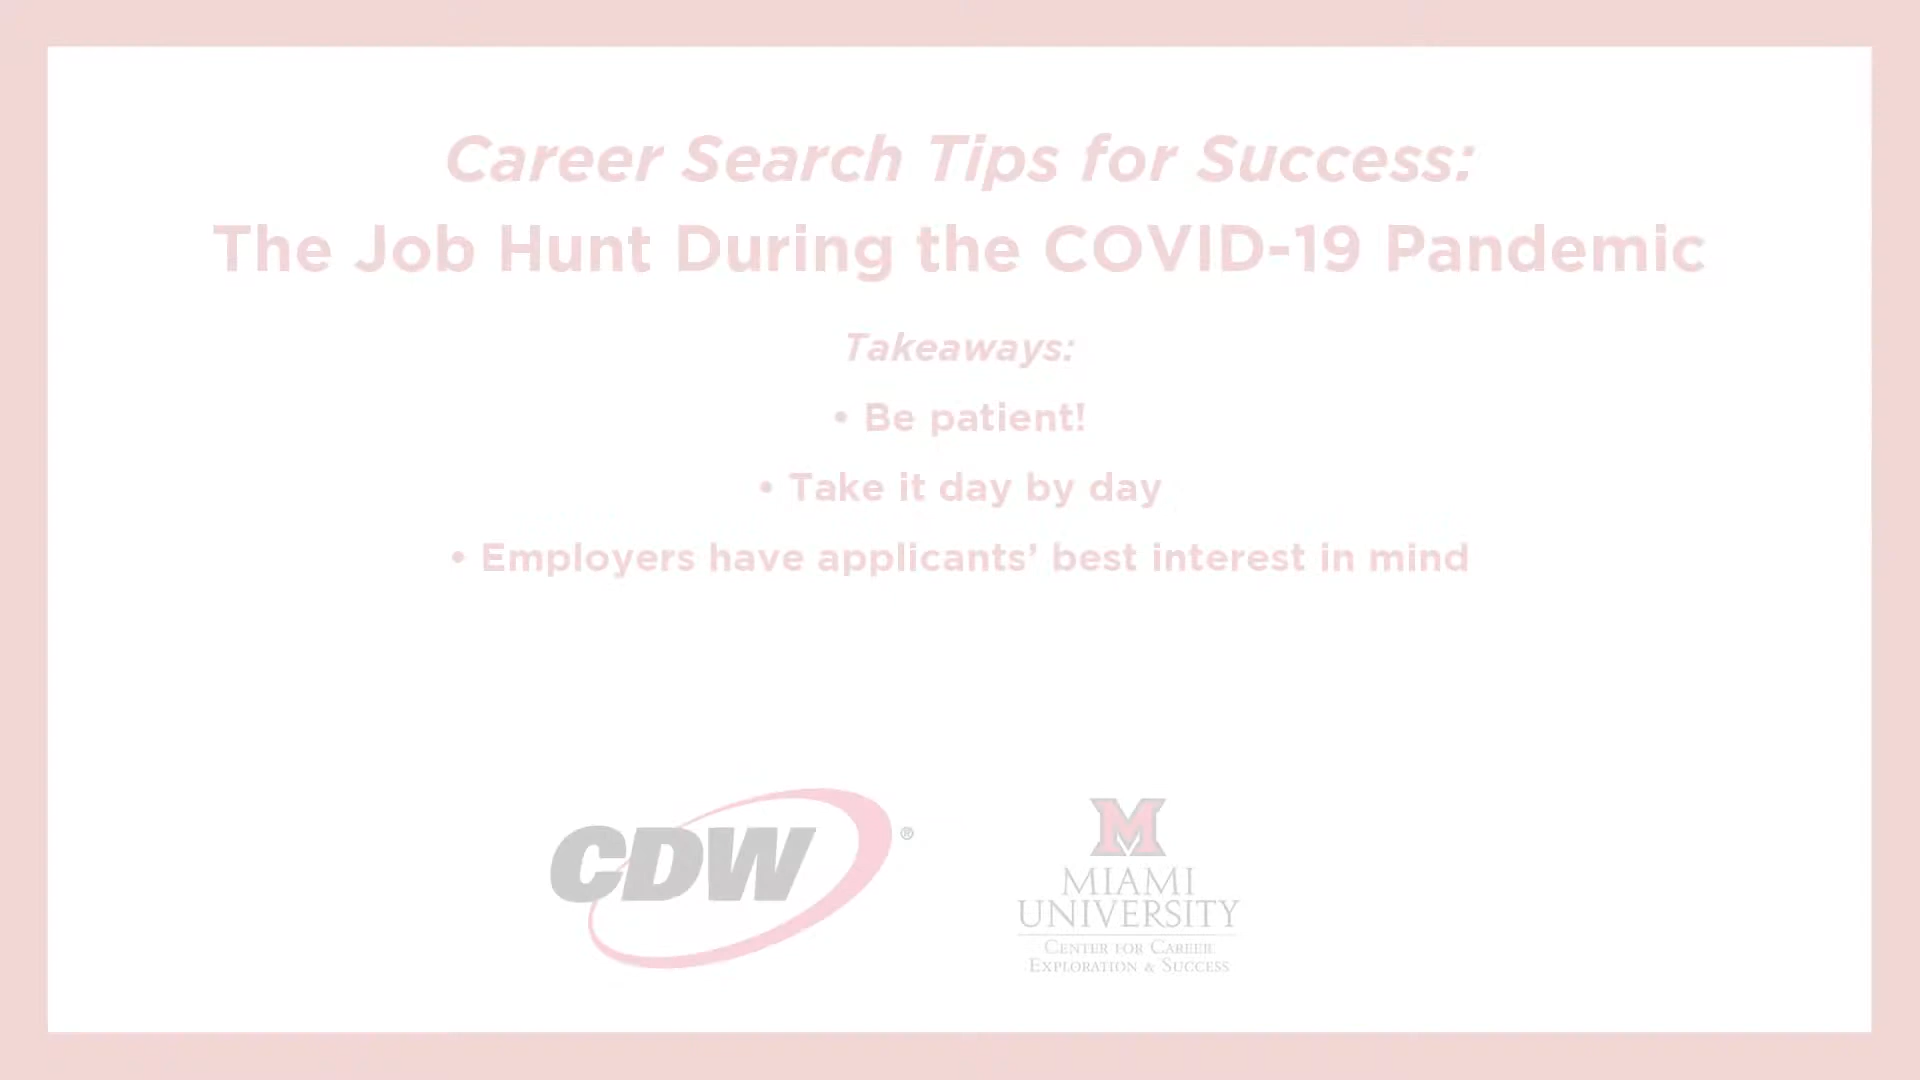 Career Search Tips for Success:
The Job Hunt During the COVID-19 Pandemic
Takeaways:
• Be patient!
• Take it day by day
• Employers have applicants’ best interest in mind
CDW®
M
MIAMI
UNIVERSITY
CENTER FOR CAREER
EXPLORATION & SUCCESS